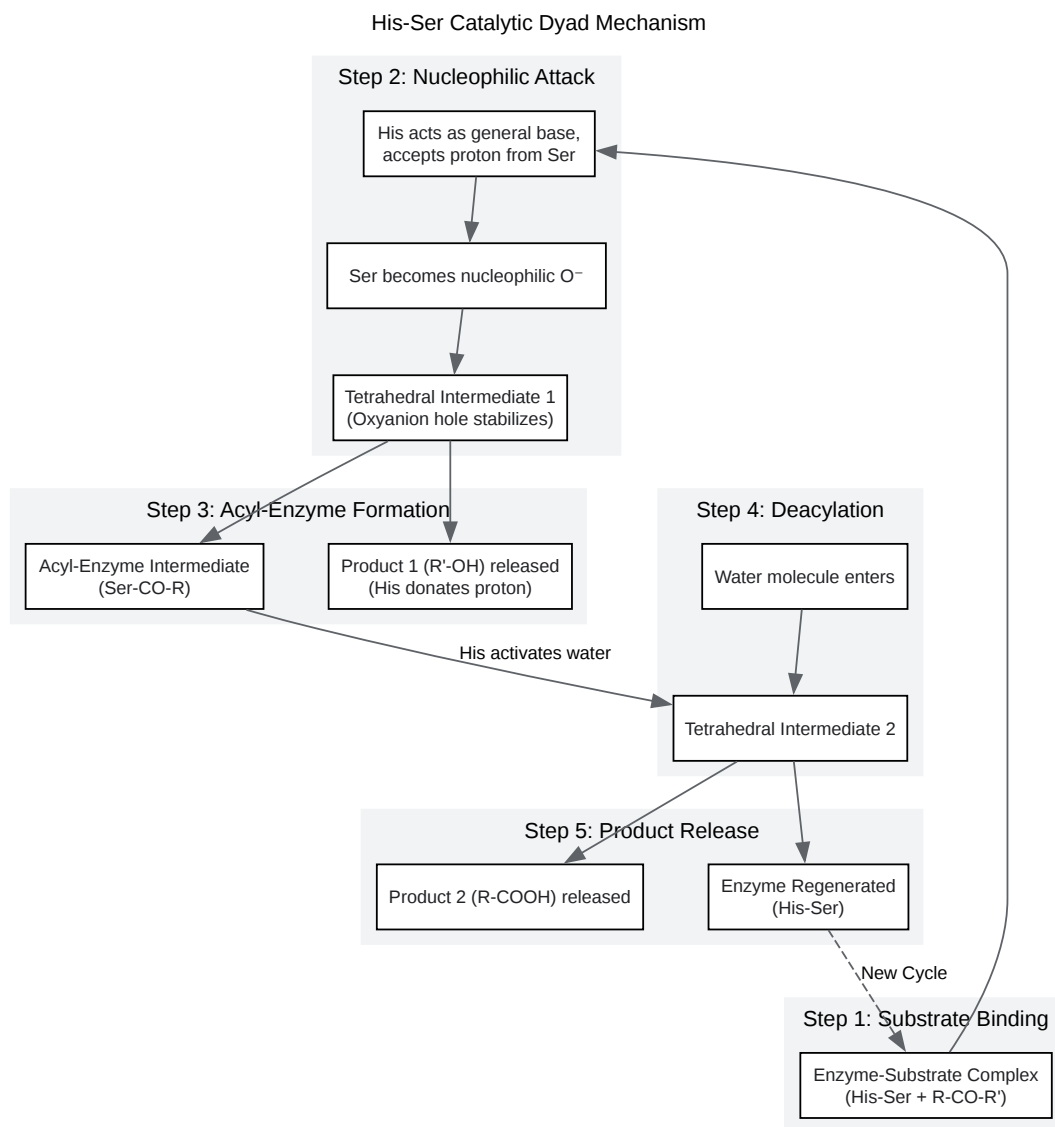 His-Ser Catalytic Dyad Mechanism
Step 2: Nucleophilic Attack
His acts as general base,
accepts proton from Ser
Ser becomes nucleophilic O⁻
Tetrahedral Intermediate 1
(Oxyanion hole stabilizes)
Step 3: Acyl-Enzyme Formation
Acyl-Enzyme Intermediate
(Ser-CO-R)
Product 1 (R'-OH) released
(His donates proton)
Step 4: Deacylation
Water molecule enters
His activates water
Tetrahedral Intermediate 2
Step 5: Product Release
Product 2 (R-COOH) released
Enzyme Regenerated
(His-Ser)
New Cycle
Step 1: Substrate Binding
Enzyme-Substrate Complex
(His-Ser + R-CO-R')